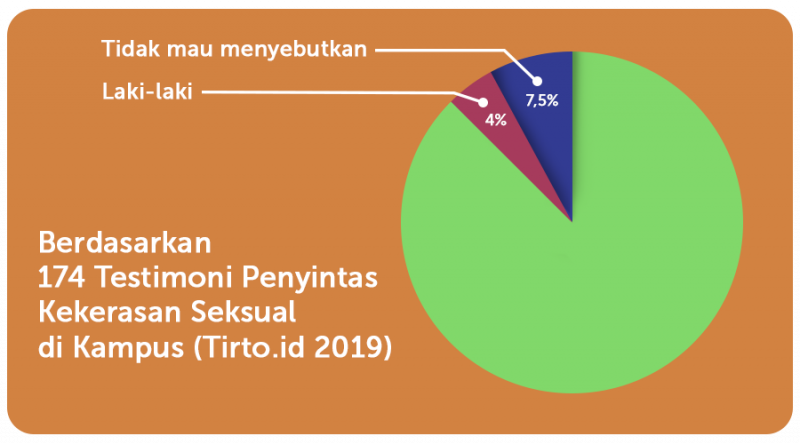 Tidak mau menyebutkan
Laki-laki
7,5%
4%
Berdasarkan
174 Testimoni Penyintas
Kekerasan Seksual
di Kampus (Tirto.id 2019)